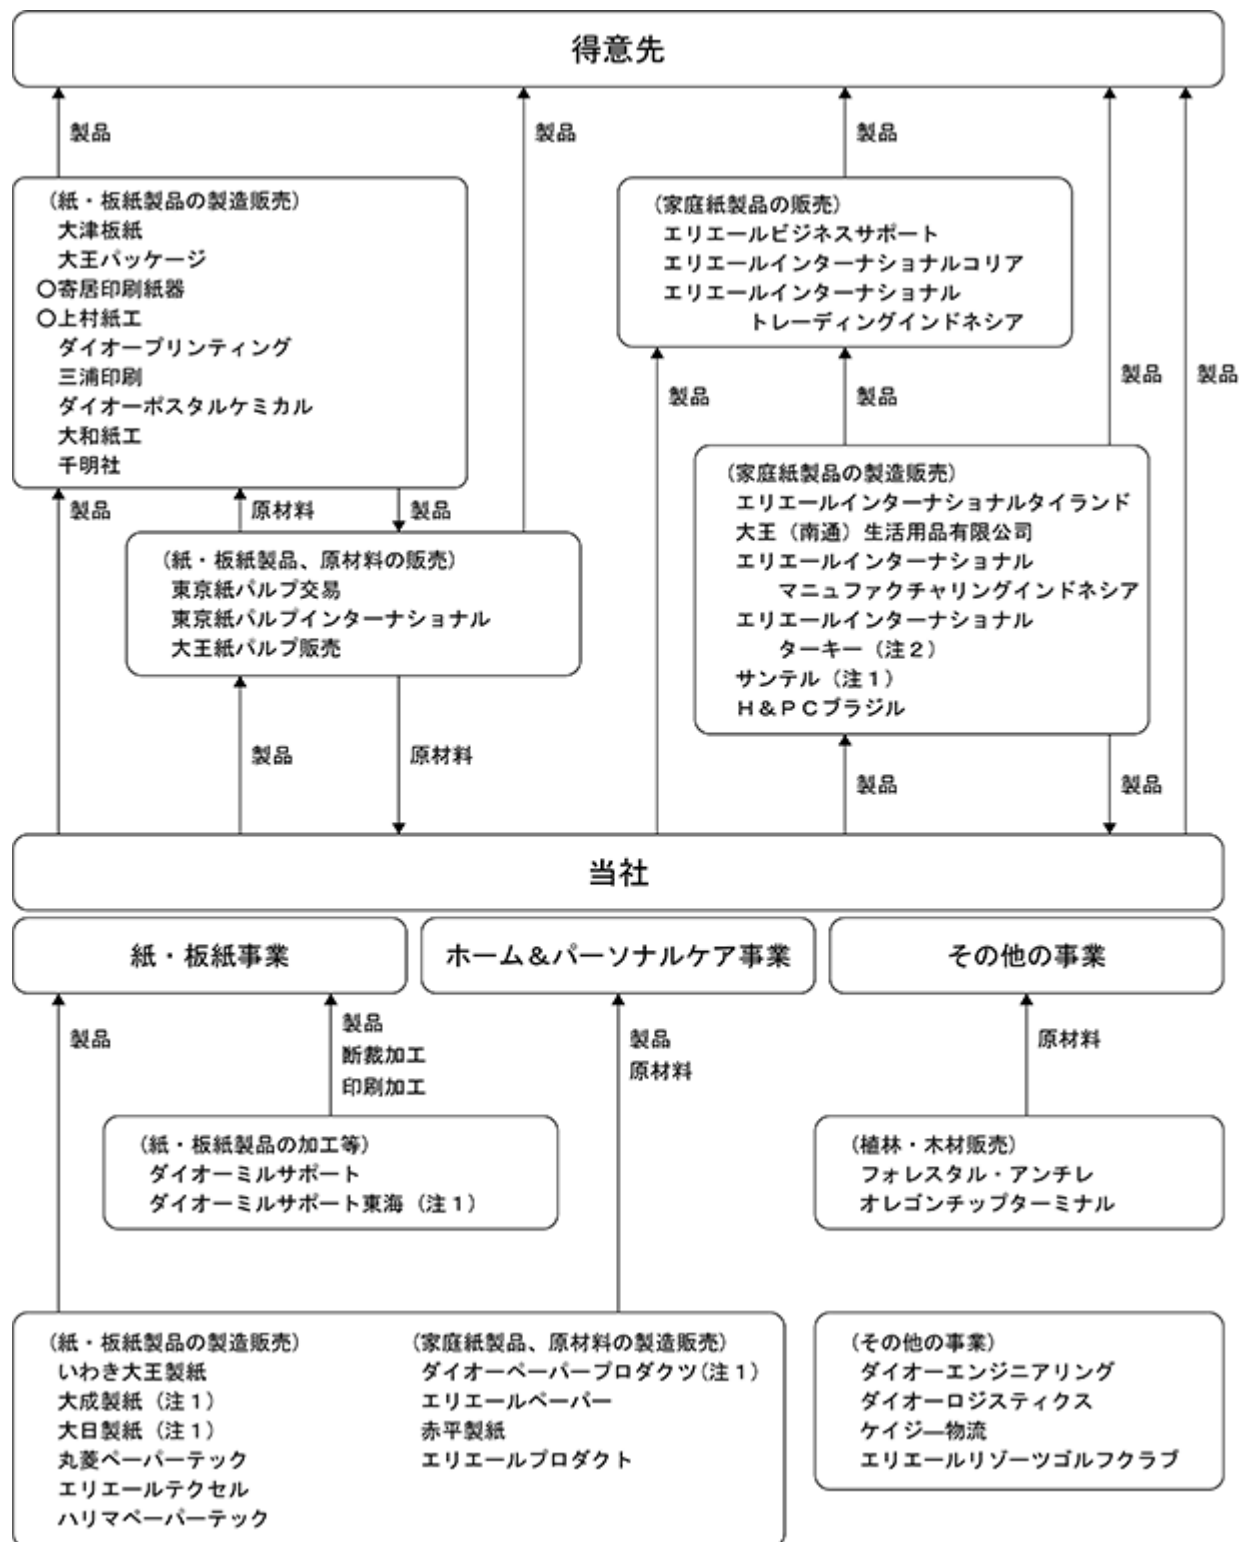 得意先
製品
製品
製品
製品
製品
(紙・板紙製品の製造販売)
大津板紙
大王パッケージ
○寄居印刷紙器
○上村紙工
ダイオープリンティング
三浦印刷
ダイオーポスタルケミカル
大和紙工
千明社
(家庭紙製品の販売)
エリエールビジネスサポート
エリエールインターナショナルコリア
エリエールインターナショナル
トレーディングインドネシア
製品
製品
製品
原材料
製品
(紙・板紙製品、原材料の販売)
東京紙パルプ交易
東京紙パルプインターナショナル
大王紙パルプ販売
(家庭紙製品の製造販売)
エリエールインターナショナルタイランド
大王(南通)生活用品有限公司
エリエールインターナショナル
マニュファクチャリングインドネシア
エリエールインターナショナル
ターキー(注2)
サンテル(注1)
H&PCブラジル
製品
原材料
製品
製品
当社
紙・板紙事業
ホーム&パーソナルケア事業
その他の事業
製品
製品
断裁加工
印刷加工
製品
原材料
原材料
(紙・板紙製品の加工等)
ダイオーミルサポート
ダイオーミルサポート東海(注1)
(植林・木材販売)
フォレスタル・アンチレ
オレゴンチップターミナル
(紙・板紙製品の製造販売)
いわき大王製紙
大成製紙(注1)
大日製紙(注1)
丸菱ペーパーテック
エリエールテクセル
ハリマペーパーテック
(家庭紙製品、原材料の製造販売)
ダイオーペーパープロダクツ(注1)
エリエールペーパー
赤平製紙
エリエールプロダクト
(その他の事業)
ダイオーエンジニアリング
ダイオーロジスティクス
ケイジー物流
エリエールリゾーツゴルフクラブ